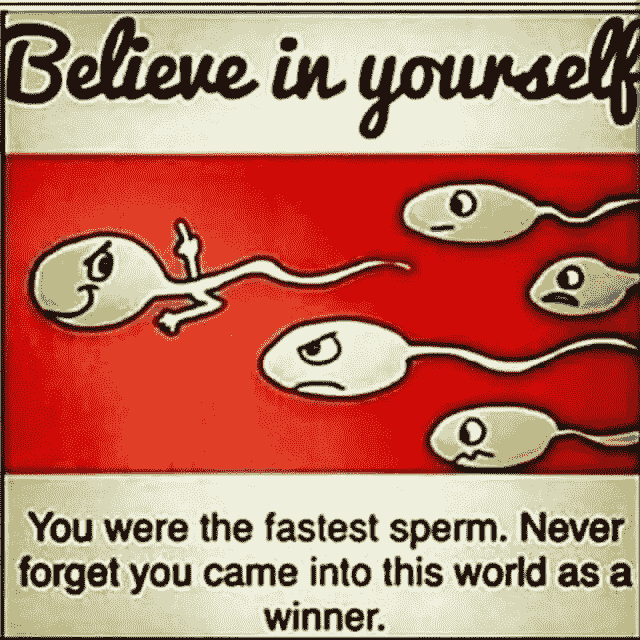 Believe in yourself
You were the fastest sperm. Never
forget you came into this world as a
winner.